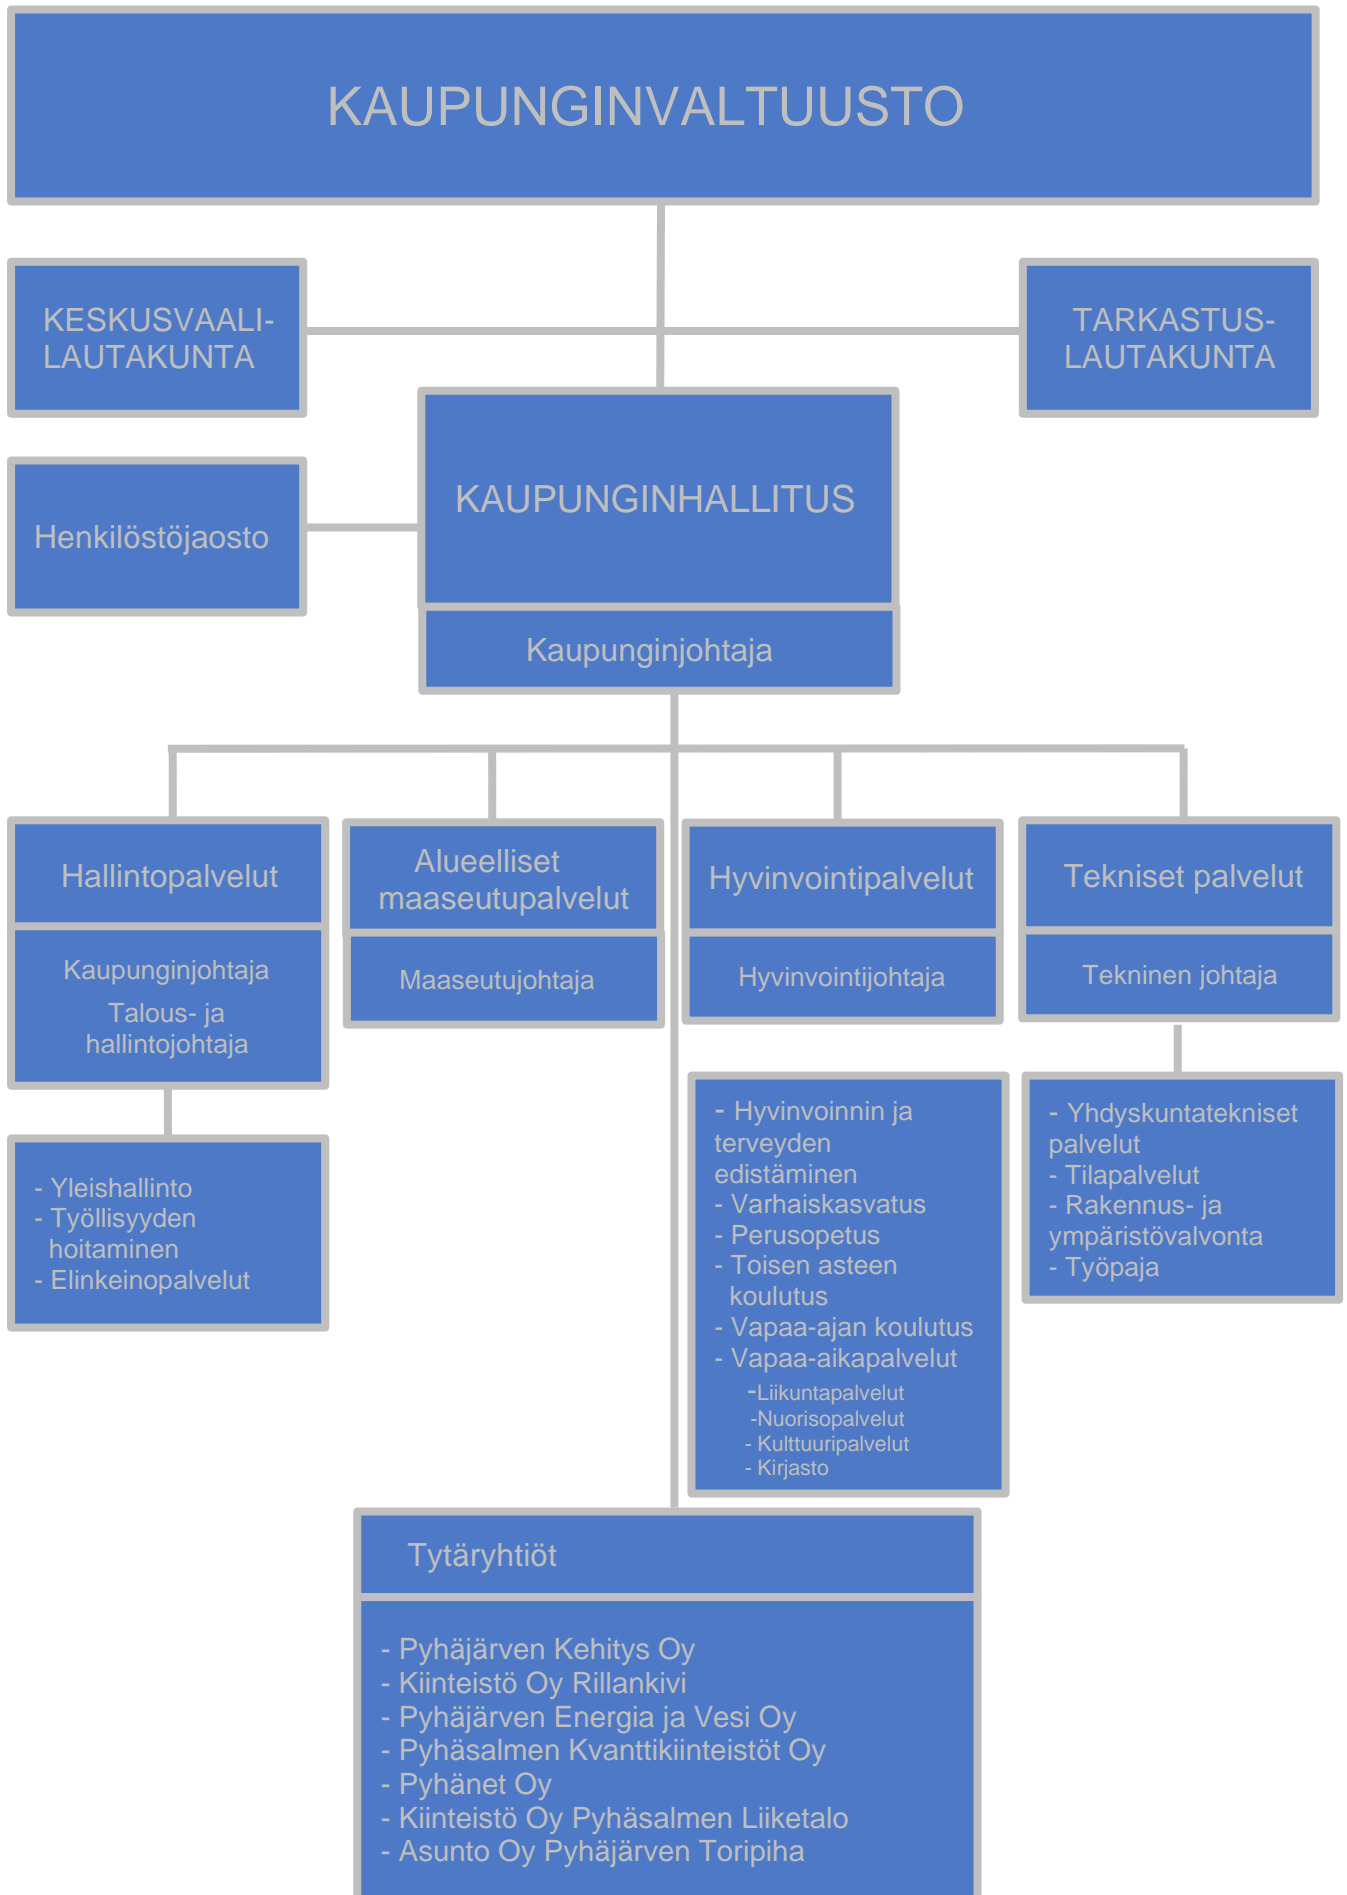 KAUPUNGINVALTUUSTO
KESKUSVAALI-
LAUTAKUNTA
TARKASTUS-
LAUTAKUNTA
KAUPUNGINHALLITUS
Henkilöstöjaosto
Kaupunginjohtaja
Hallintopalvelut
Kaupunginjohtaja
Talous- ja
hallintojohtaja
- Yleishallinto
- Työllisyyden
hoitaminen
- Elinkeinopalvelut
Alueelliset
maaseutupalvelut
Maaseutujohtaja
Hyvinvointipalvelut
Hyvinvointijohtaja
- Hyvinvoinnin ja
terveyden
edistäminen
- Varhaiskasvatus
- Perusopetus
- Toisen asteen
koulutus
- Vapaa-ajan koulutus
- Vapaa-aikapalvelut
-Liikuntapalvelut
-Nuorisopalvelut
- Kulttuuripalvelut
- Kirjasto
Tekniset palvelut
Tekninen johtaja
- Yhdyskuntatekniset
palvelut
- Tilapalvelut
- Rakennus- ja
ympäristövalvonta
- Työpaja
Tytäryhtiöt
- Pyhäjärven Kehitys Oy
- Kiinteistö Oy Rillankivi
- Pyhäjärven Energia ja Vesi Oy
- Pyhäsalmen Kvanttikiinteistöt Oy
- Pyhänet Oy
- Kiinteistö Oy Pyhäsalmen Liiketalo
- Asunto Oy Pyhäjärven Toripiha